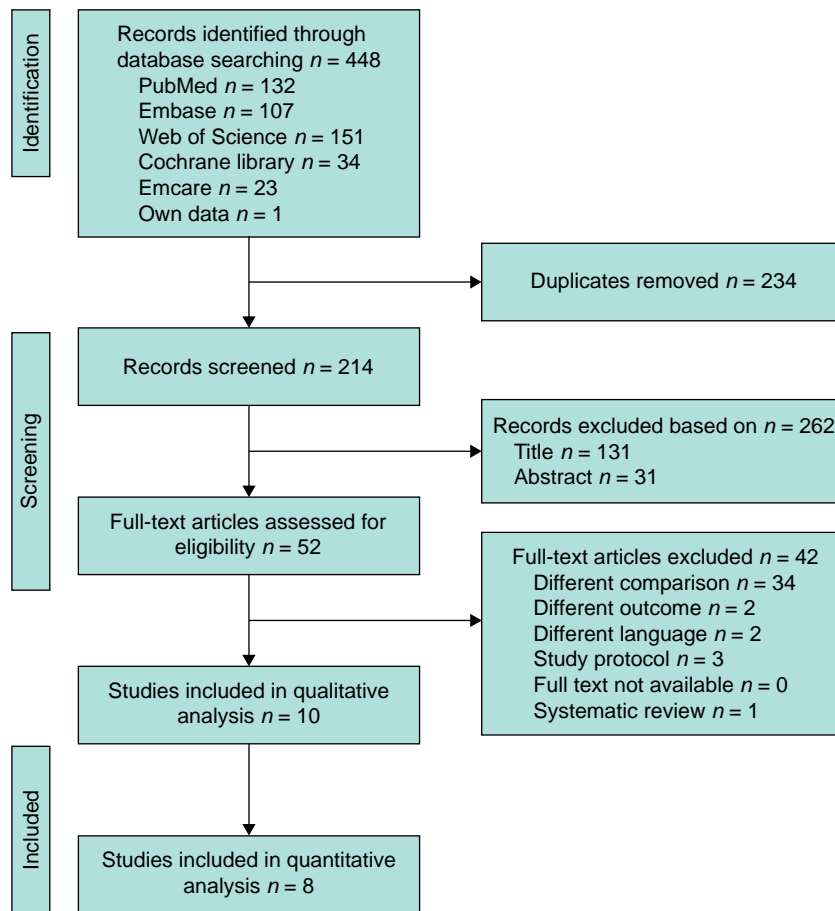 Identification
Records identified through
database searching n = 448
PubMed n = 132
Embase n = 107
Web of Science n = 151
Cochrane library n = 34
Emcare n = 23
Own data n = 1
Duplicates removed n = 234
Screening
Records screened n = 214
Records excluded based on n = 262
Title n = 131
Abstract n = 31
Full-text articles assessed for
eligibility n = 52
Full-text articles excluded n = 42
Different comparison n = 34
Different outcome n = 2
Different language n = 2
Study protocol n = 3
Full text not available n = 0
Systematic review n = 1
Studies included in qualitative
analysis n = 10
Included
Studies included in quantitative
analysis n = 8